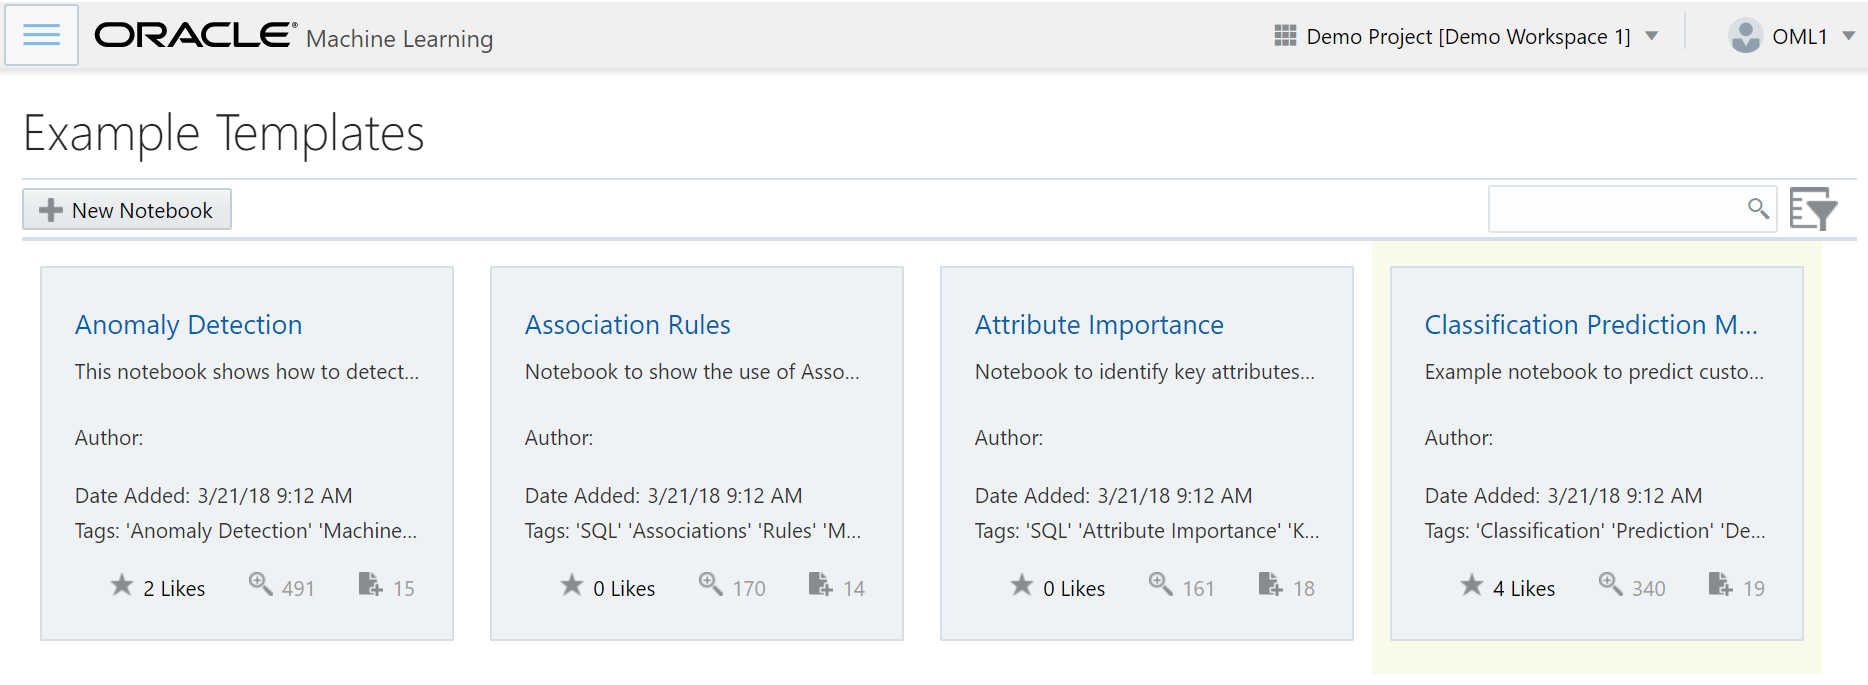 ORACLE® Machine Learning
Demo Project [Demo Workspace 1]
OML1
Example Templates
New Notebook
Anomaly Detection
This notebook shows how to detect...
Author:
Date Added: 3/21/18 9:12 AM
Tags: 'Anomaly Detection' 'Machine...
2 Likes 491 15
Association Rules
Notebook to show the use of Asso...
Author:
Date Added: 3/21/18 9:12 AM
Tags: 'SQL' 'Associations' 'Rules' 'M...
0 Likes 170 14
Attribute Importance
Notebook to identify key attributes...
Author:
Date Added: 3/21/18 9:12 AM
Tags: 'SQL' 'Attribute Importance' 'K...
0 Likes 161 18
Classification Prediction M...
Example notebook to predict custo...
Author:
Date Added: 3/21/18 9:12 AM
Tags: 'Classification' 'Prediction' 'De...
4 Likes 340 19